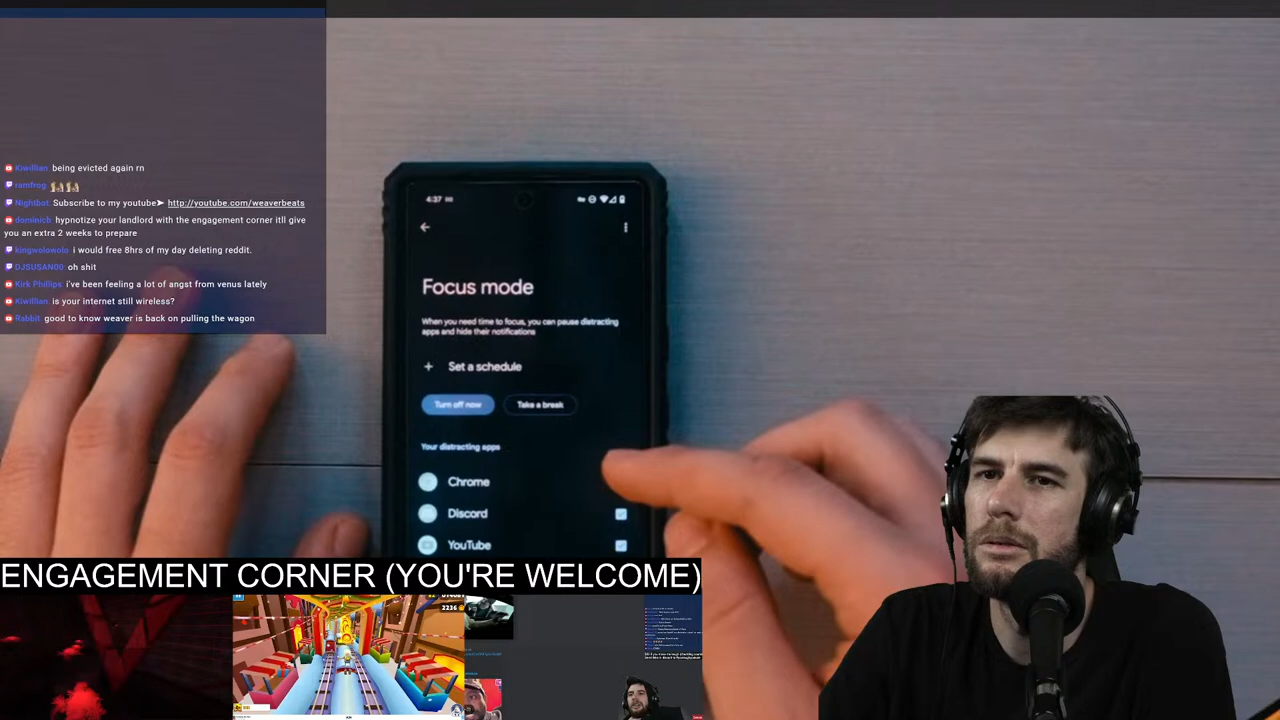 Kiwillian: being evicted again rn
ramfrog:
Nightbot: Subscribe to my youtube➤ http://youtube.com/weaverbeats
dominicb: hypnotize your landlord with the engagement corner itll give
you an extra 2 weeks to prepare
kingwolowolo: i would free 8hrs of my day deleting reddit.
DJSUSAN00: oh shit
Kirk Phillips: i've been feeling a lot of angst from venus lately
Kiwillian: is your internet still wireless?
Rabbit: good to know weaver is back on pulling the wagon
4:37
Focus mode
When you need time to focus, you can pause distracting
apps and hide their notifications
+ Set a schedule
Turn off now
Take a break
Your distracting apps
Chrome
Discord
YouTube
ENGAGEMENT CORNER (YOU'RE WELCOME)
2236